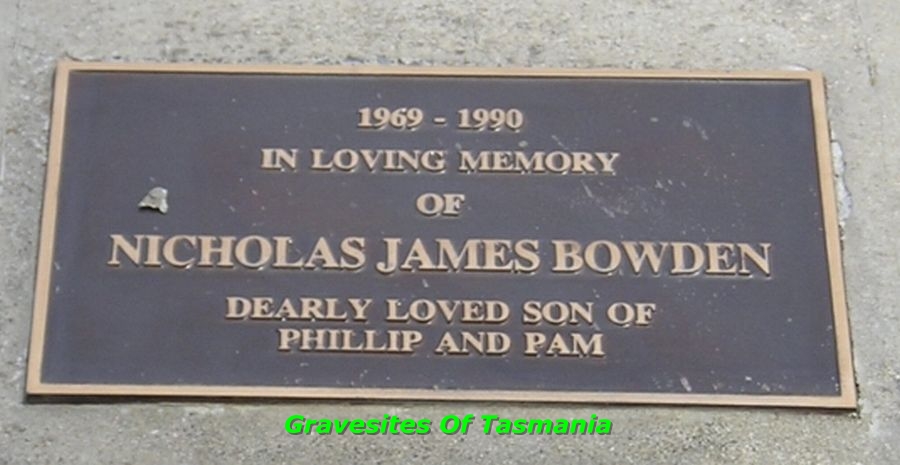 1969 - 1990
IN LOVING MEMORY
OF
NICHOLAS JAMES BOWDEN
DEARLY LOVED SON OF
PHILLIP AND PAM
Gravesites Of Tasmania